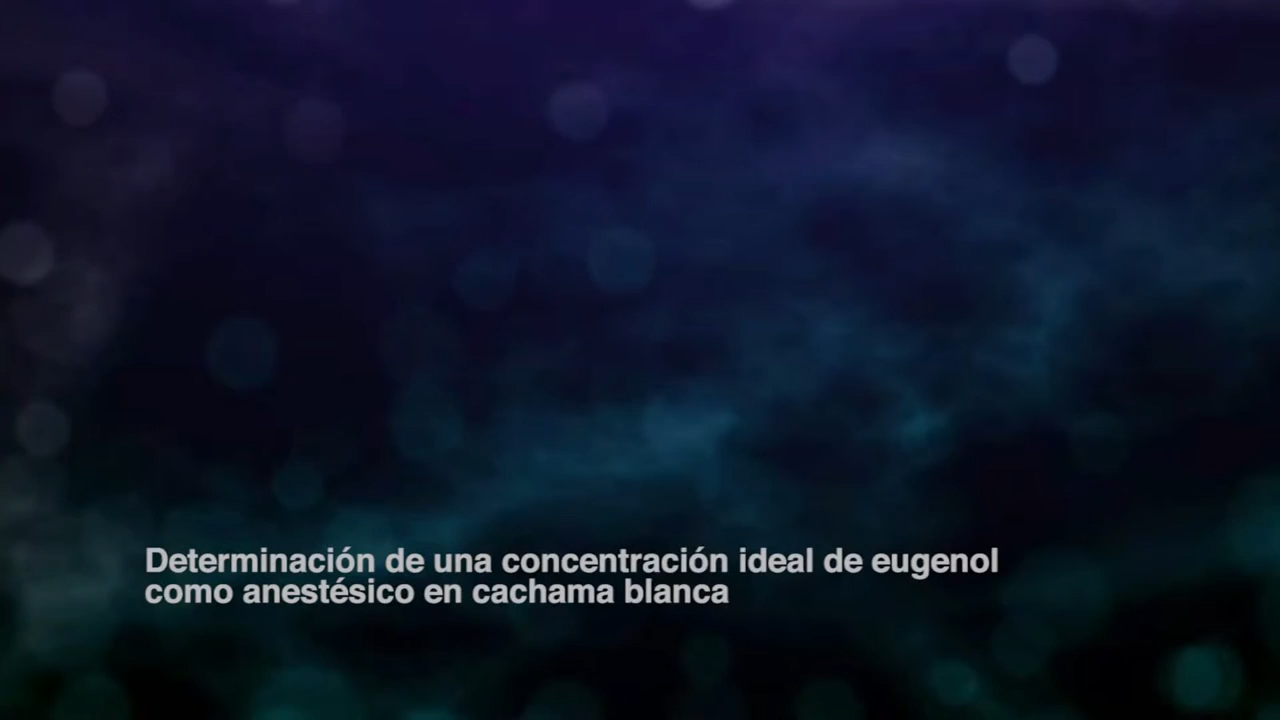 Determinación de una concentración ideal de eugenol
como anestésico en cachama blanca